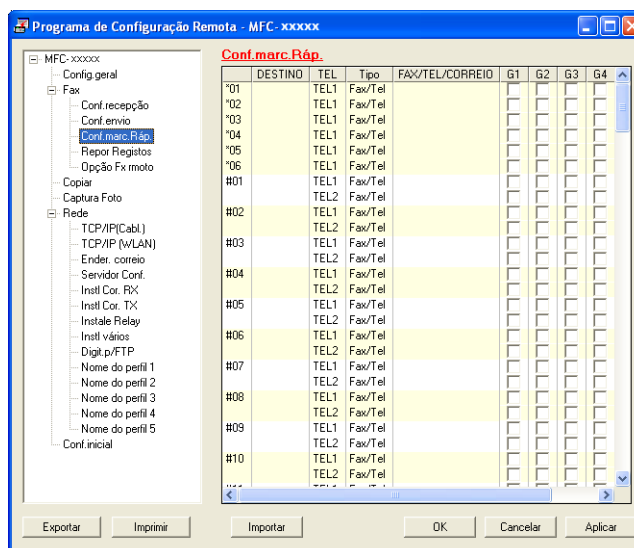 Programa de Configuração Remota - MFC-xxxxx
MFC-xxxxx
Config.geral
Fax
Conf.recepção
Conf.envio
Conf.marc.Ráp.
Repor Registos
Opção Fx rmoto
Copiar
Captura Foto
Rede
TCP/IP(Cabl.)
TCP/IP (WLAN)
Ender. correio
Servidor Conf.
Instl Cor. RX
Instl Cor. TX
Instale Relay
Instl vários
Digit.p/FTP
Nome do perfil 1
Nome do perfil 2
Nome do perfil 3
Nome do perfil 4
Nome do perfil 5
Conf.inicial
Conf.marc.Ráp.
DESTINO TEL Tipo FAX/TEL/CORREIO G1 G2 G3 G4
*01 TEL1 Fax/Tel
*02 TEL1 Fax/Tel
*03 TEL1 Fax/Tel
*04 TEL1 Fax/Tel
*05 TEL1 Fax/Tel
*06 TEL1 Fax/Tel
#01 TEL1 Fax/Tel
TEL2 Fax/Tel
#02 TEL1 Fax/Tel
TEL2 Fax/Tel
#03 TEL1 Fax/Tel
TEL2 Fax/Tel
#04 TEL1 Fax/Tel
TEL2 Fax/Tel
#05 TEL1 Fax/Tel
TEL2 Fax/Tel
#06 TEL1 Fax/Tel
TEL2 Fax/Tel
#07 TEL1 Fax/Tel
TEL2 Fax/Tel
#08 TEL1 Fax/Tel
TEL2 Fax/Tel
#09 TEL1 Fax/Tel
TEL2 Fax/Tel
#10 TEL1 Fax/Tel
TEL2 Fax/Tel
Exportar Imprimir Importar OK Cancelar Aplicar